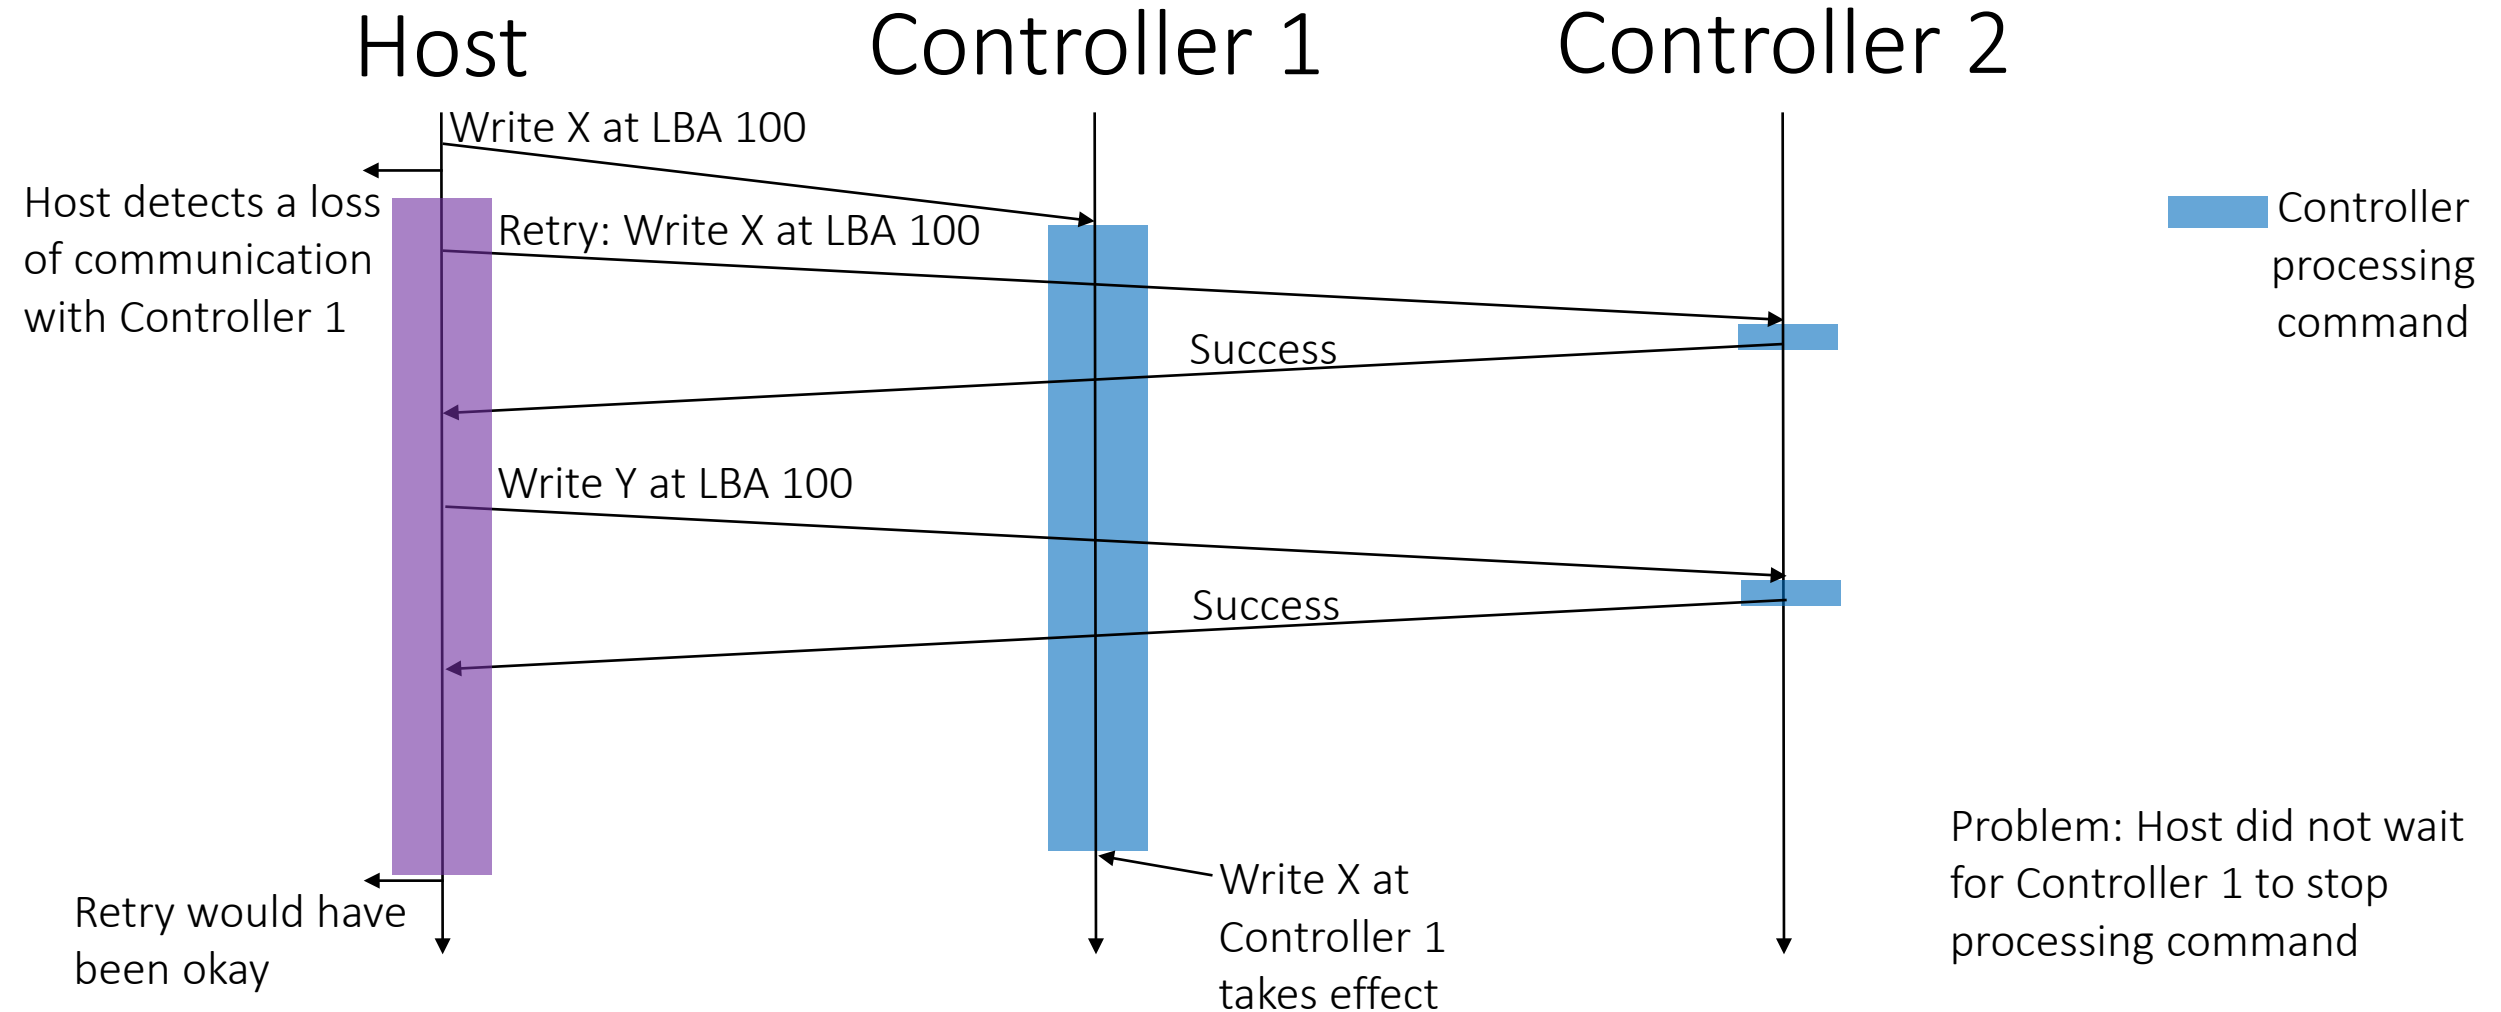 Host
Controller 1
Controller 2
Write X at LBA 100
Host detects a loss
of communication
with Controller 1
Retry: Write X at LBA 100
Controller
processing
command
Success
Write Y at LBA 100
Success
Retry would have
been okay
Write X at
Controller 1
takes effect
Problem: Host did not wait
for Controller 1 to stop
processing command